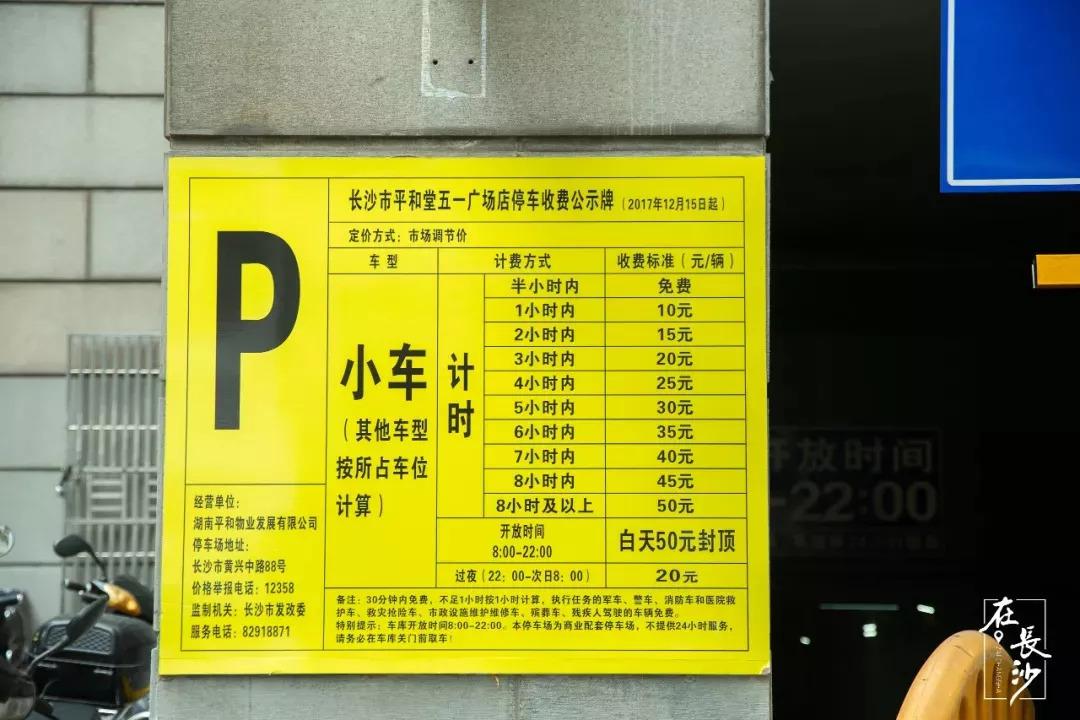 长沙市平和堂五一广场店停车收费公示牌（2017年12月15日起）
定价方式：市场调节价
P
车型 计费方式 收费标准（元/辆）
小车
（其他车型
按所占车位
计算）
计时
半小时内 免费
1小时内 10元
2小时内 15元
3小时内 20元
4小时内 25元
5小时内 30元
6小时内 35元
7小时内 40元
8小时内 45元
8小时及以上 50元
开放时间
8:00-22:00
白天50元封顶
过夜（22：00-次日8：00） 20元
经营单位：
湖南平和物业发展有限公司
停车场地址：
长沙市黄兴中路88号
价格举报电话：12358
监制机关：长沙市发改委
服务电话：82918871
备注：30分钟内免费，不足1小时按1小时计算，执行任务的军车、警车、消防车和医院救
护车、救灾抢险车、市政设施维护维修车、殡葬车、残疾人驾驶的车辆免费。
特别提示：车库开放时间8:00-22:00。本停车场为商业配套停车场，不提供24小时服务，
请务必在车库关门前取车！
开放时间
-22:00
在長沙